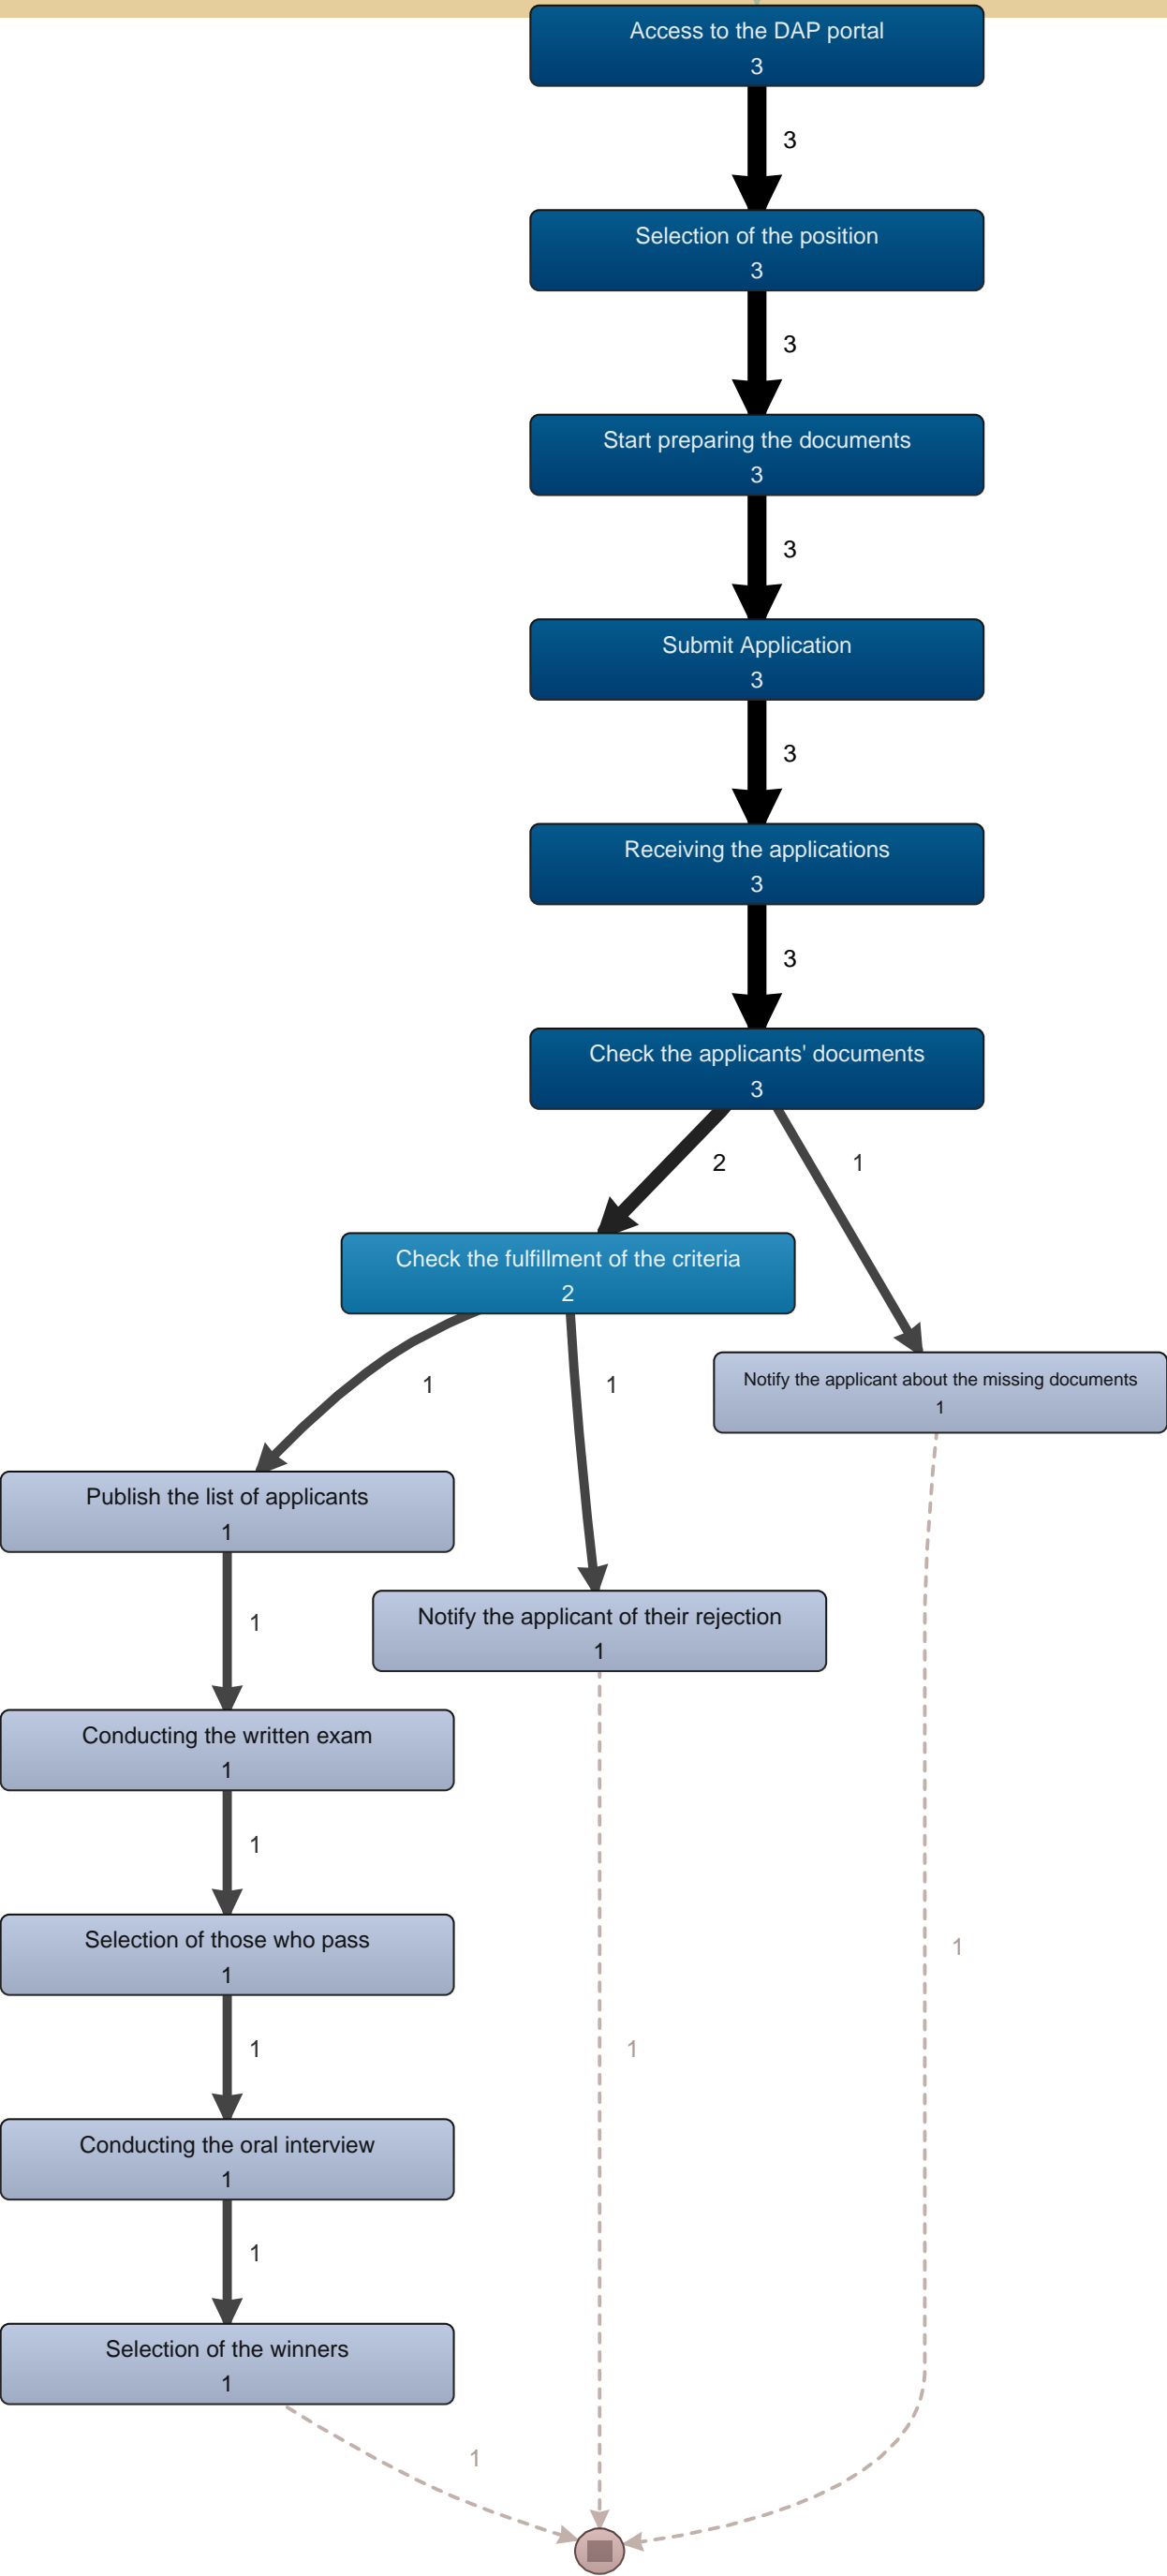 Access to the DAP portal
3
3
Selection of the position
3
3
Start preparing the documents
3
3
Submit Application
3
3
Receiving the applications
3
3
Check the applicants' documents
3
2
1
Check the fulfillment of the criteria
2
1
1
Notify the applicant about the missing documents
1
Publish the list of applicants
1
Notify the applicant of their rejection
1
1
Conducting the written exam
1
1
Selection of those who pass
1
1
1
1
Conducting the oral interview
1
1
Selection of the winners
1
1